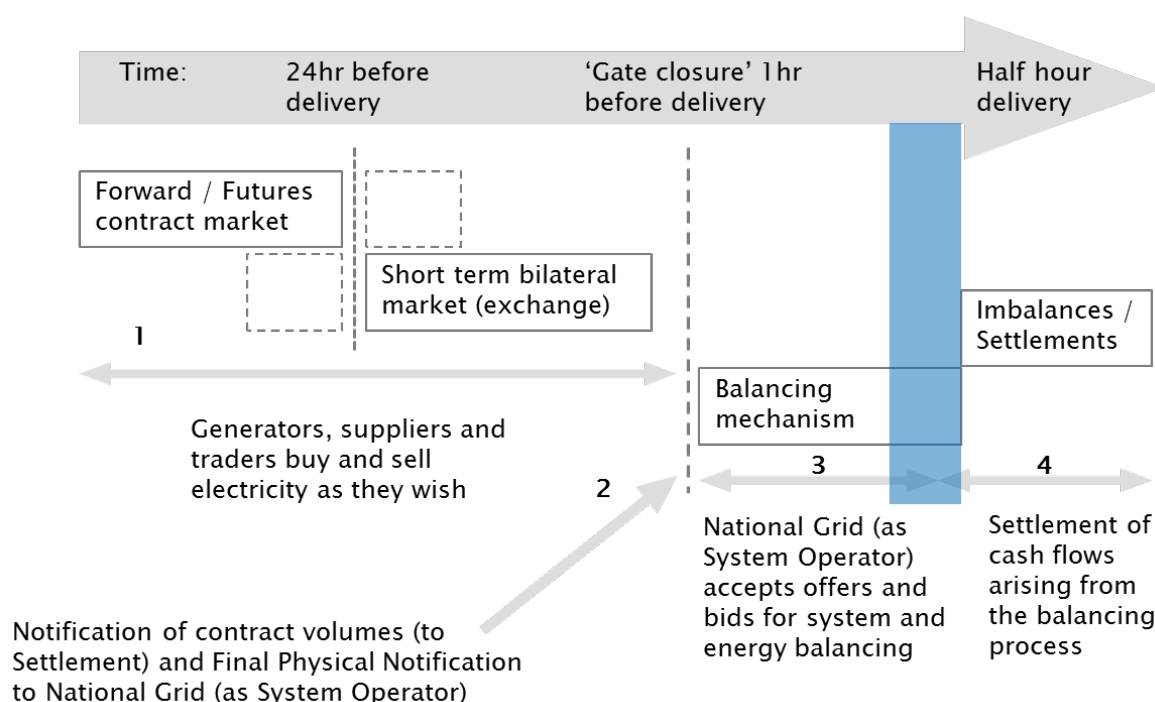 Time:
24hr before
delivery
‘Gate closure’ 1hr
before delivery
Half hour
delivery
Forward / Futures
contract market
Short term bilateral
market (exchange)
Imbalances /
Settlements
1
Balancing
mechanism
Generators, suppliers and
traders buy and sell
electricity as they wish
2
3
4
National Grid (as
System Operator)
accepts offers and
bids for system and
energy balancing
Settlement of
cash flows
arising from
the balancing
process
Notification of contract volumes (to
Settlement) and Final Physical Notification
to National Grid (as System Operator)